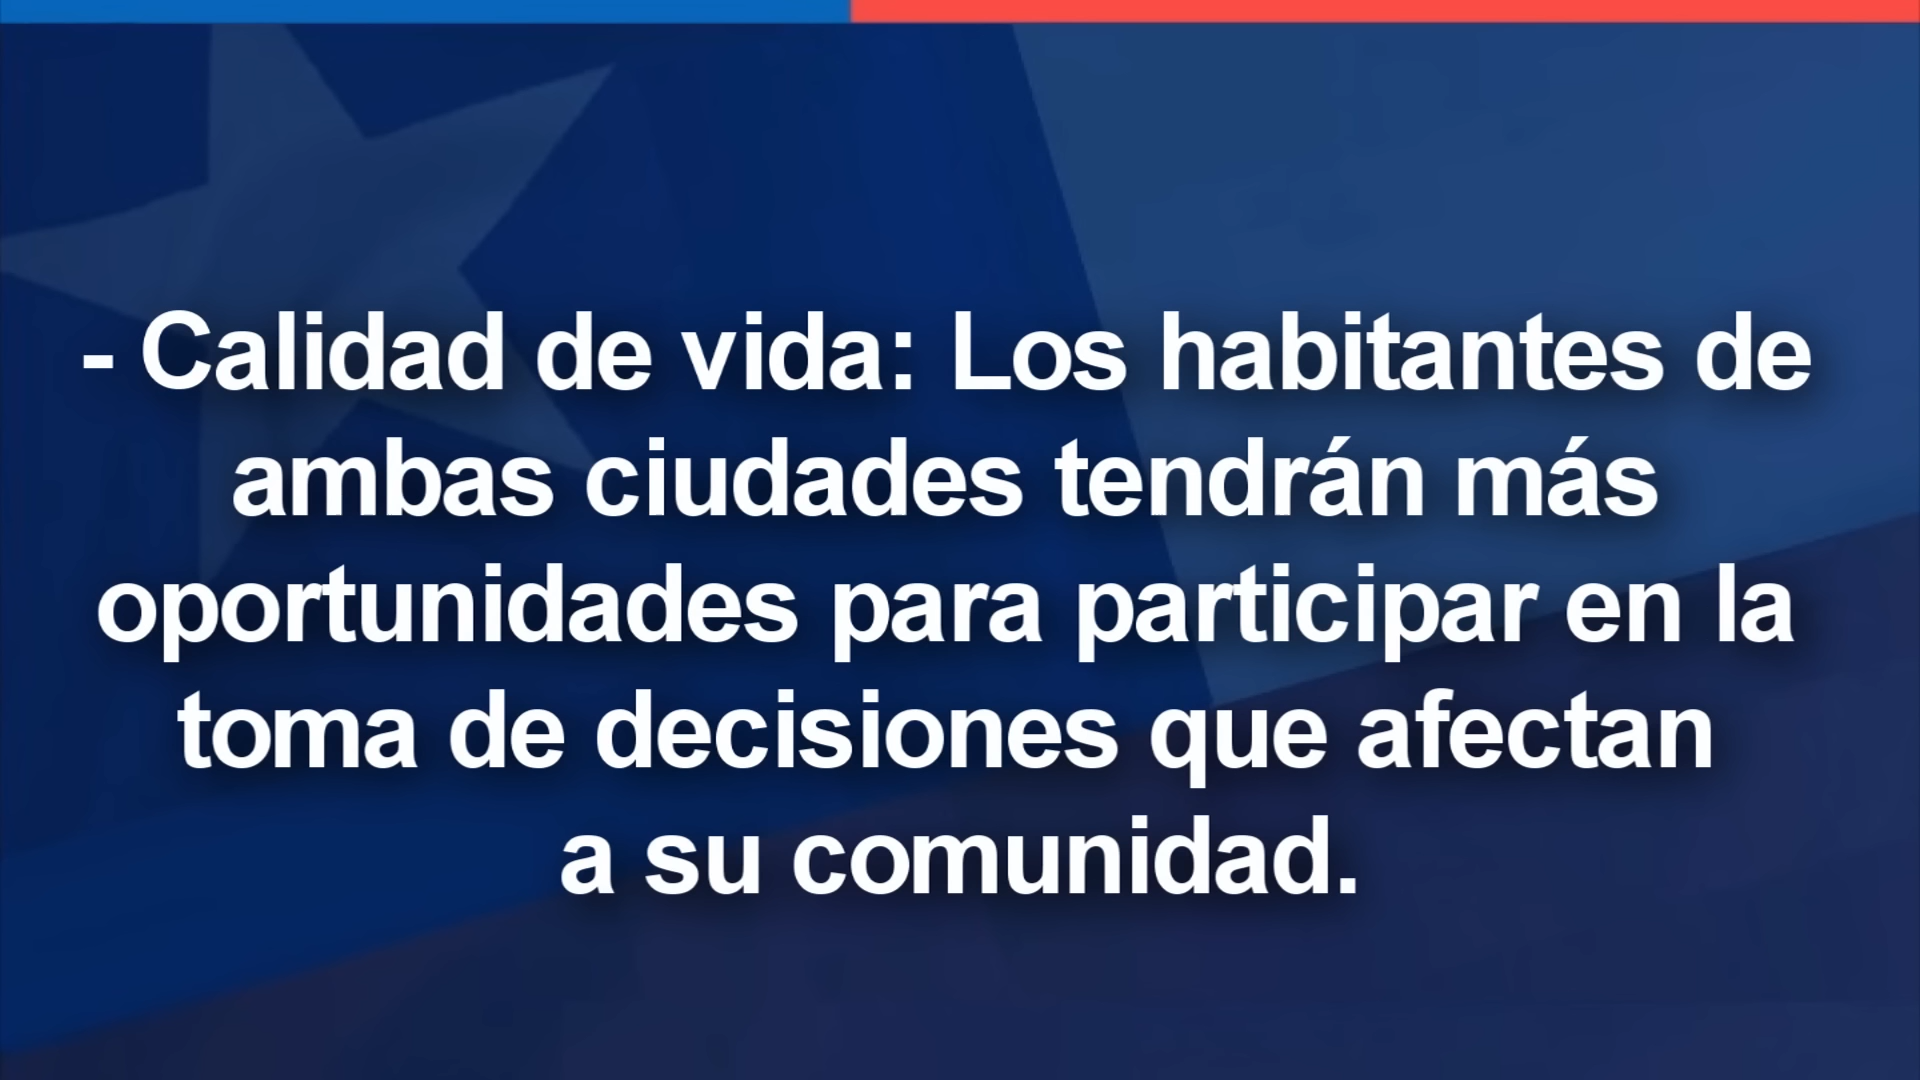 - Calidad de vida: Los habitantes de
ambas ciudades tendrán más
oportunidades para participar en la
toma de decisiones que afectan
a su comunidad.